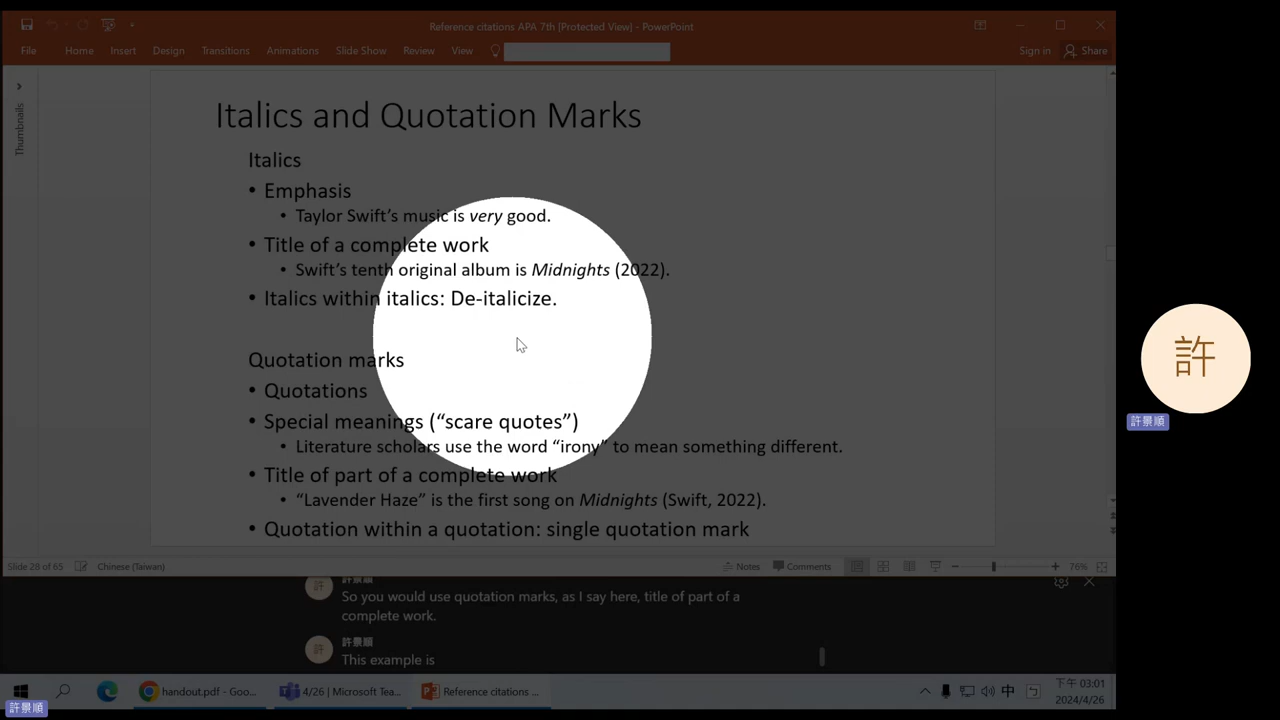 Reference citations APA 7th [Protected View] - PowerPoint
File Home Insert Design Transitions Animations Slide Show Review View Sign in Share
Thumbnails
Italics and Quotation Marks
Italics
• Emphasis
• Taylor Swift’s music is very good.
• Title of a complete work
• Swift’s tenth original album is Midnights (2022).
• Italics within italics: De-italicize.
Quotation marks
• Quotations
• Special meanings (“scare quotes”)
• Literature scholars use the word “irony” to mean something different.
• Title of part of a complete work
• “Lavender Haze” is the first song on Midnights (Swift, 2022).
• Quotation within a quotation: single quotation mark
Slide 28 of 65 Chinese (Taiwan) Notes Comments 76%
許
許景順
許 許景順
So you would use quotation marks, as I say here, title of part of a
complete work.
許 許景順
This example is
handout.pdf - Goo... 4/26 | Microsoft Tea... Reference citations ... 中 下午 03:01
2024/4/26
許景順